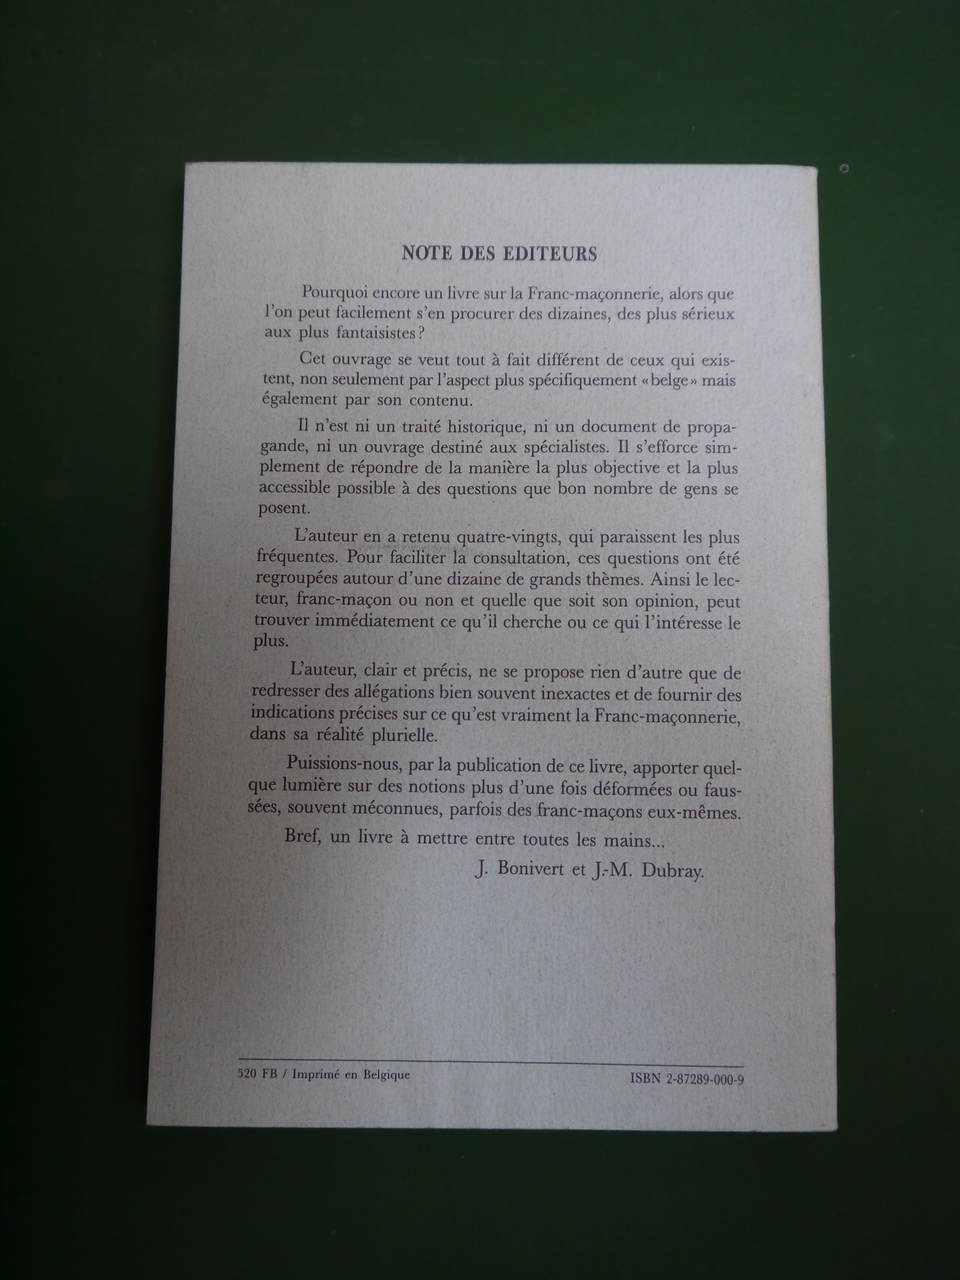 NOTE DES EDITEURS
Pourquoi encore un livre sur la Franc-maçonnerie, alors que
l'on peut facilement s'en procurer des dizaines, des plus sérieux
aux plus fantaisistes ?
Cet ouvrage se veut tout à fait différent de ceux qui exis-
tent, non seulement par l'aspect plus spécifiquement «belge» mais
également par son contenu.
Il n'est ni un traité historique, ni un document de propa-
gande, ni un ouvrage destiné aux spécialistes. Il s'efforce sim-
plement de répondre de la manière la plus objective et la plus
accessible possible à des questions que bon nombre de gens se
posent.
L'auteur en a retenu quatre-vingts, qui paraissent les plus
fréquentes. Pour faciliter la consultation, ces questions ont été
regroupées autour d'une dizaine de grands thèmes. Ainsi le lec-
teur, franc-maçon ou non et quelle que soit son opinion, peut
trouver immédiatement ce qu'il cherche ou ce qui l'intéresse le
plus.
L'auteur, clair et précis, ne se propose rien d'autre que de
redresser des allégations bien souvent inexactes et de fournir des
indications précises sur ce qu'est vraiment la Franc-maçonnerie,
dans sa réalité plurielle.
Puissions-nous, par la publication de ce livre, apporter quel-
que lumière sur des notions plus d'une fois déformées ou faus-
sées, souvent méconnues, parfois des franc-maçons eux-mêmes.
Bref, un livre à mettre entre toutes les mains...
J. Bonivert et J.-M. Dubray.
520 FB / Imprimé en Belgique
ISBN 2-87289-000-9